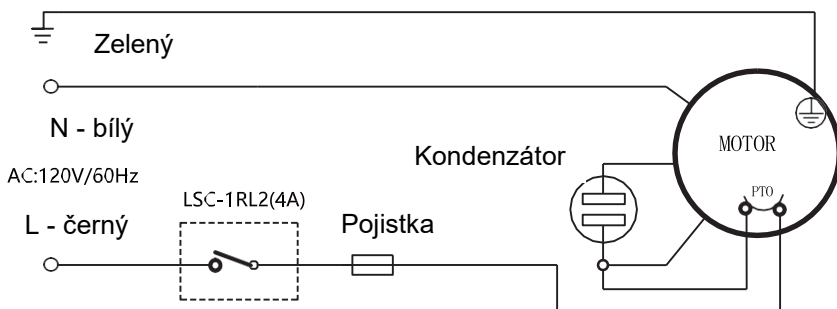 Zelený
N - bílý
AC:120V/60Hz
L - černý
LSC-1RL2(4A)
Pojistka
Kondenzátor
MOTOR
PTO